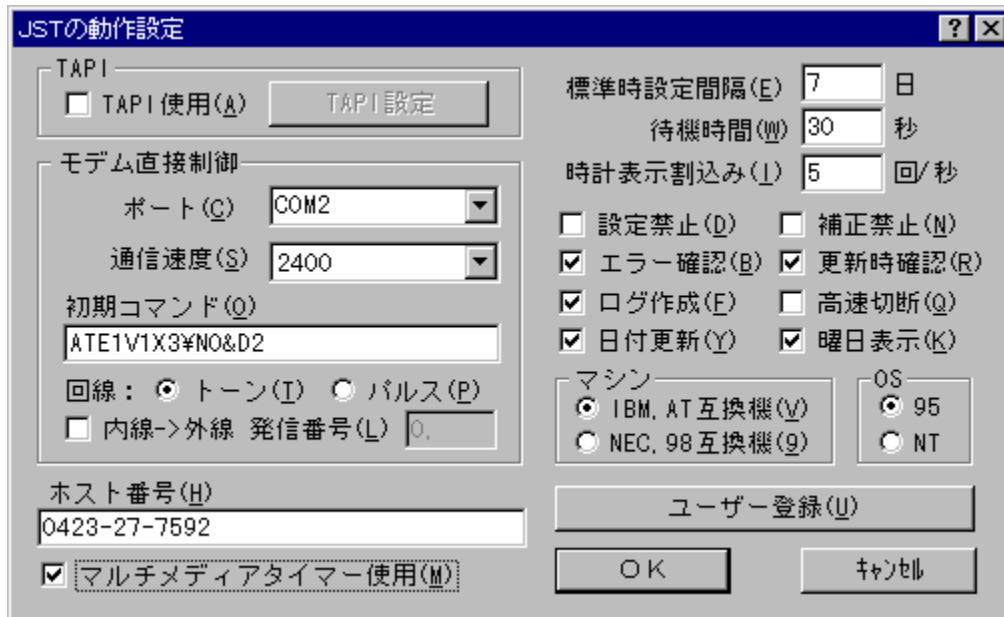 JSTの動作設定
TAPI
TAPI使用(A)
TAPI設定
モデム直接制御
ポート(C) COM2
通信速度(S) 2400
初期コマンド(O)
ATE1V1X3¥N0&D2
回線: トーン(T) パルス(P)
内線->外線 発信番号(L) 0,
ホスト番号(H)
0423-27-7592
マルチメディアタイマー使用(M)
標準時設定間隔(E) 7 日
待機時間(W) 30 秒
時計表示割込み(I) 5 回/秒
設定禁止(D) 補正禁止(N)
エラー確認(B) 更新時確認(R)
ログ作成(F) 高速切断(Q)
日付更新(Y) 曜日表示(K)
マシン
IBM, AT互換機(V)
NEC, 98互換機(9)
OS
95
NT
ユーザー登録(U)
OK
キャンセル